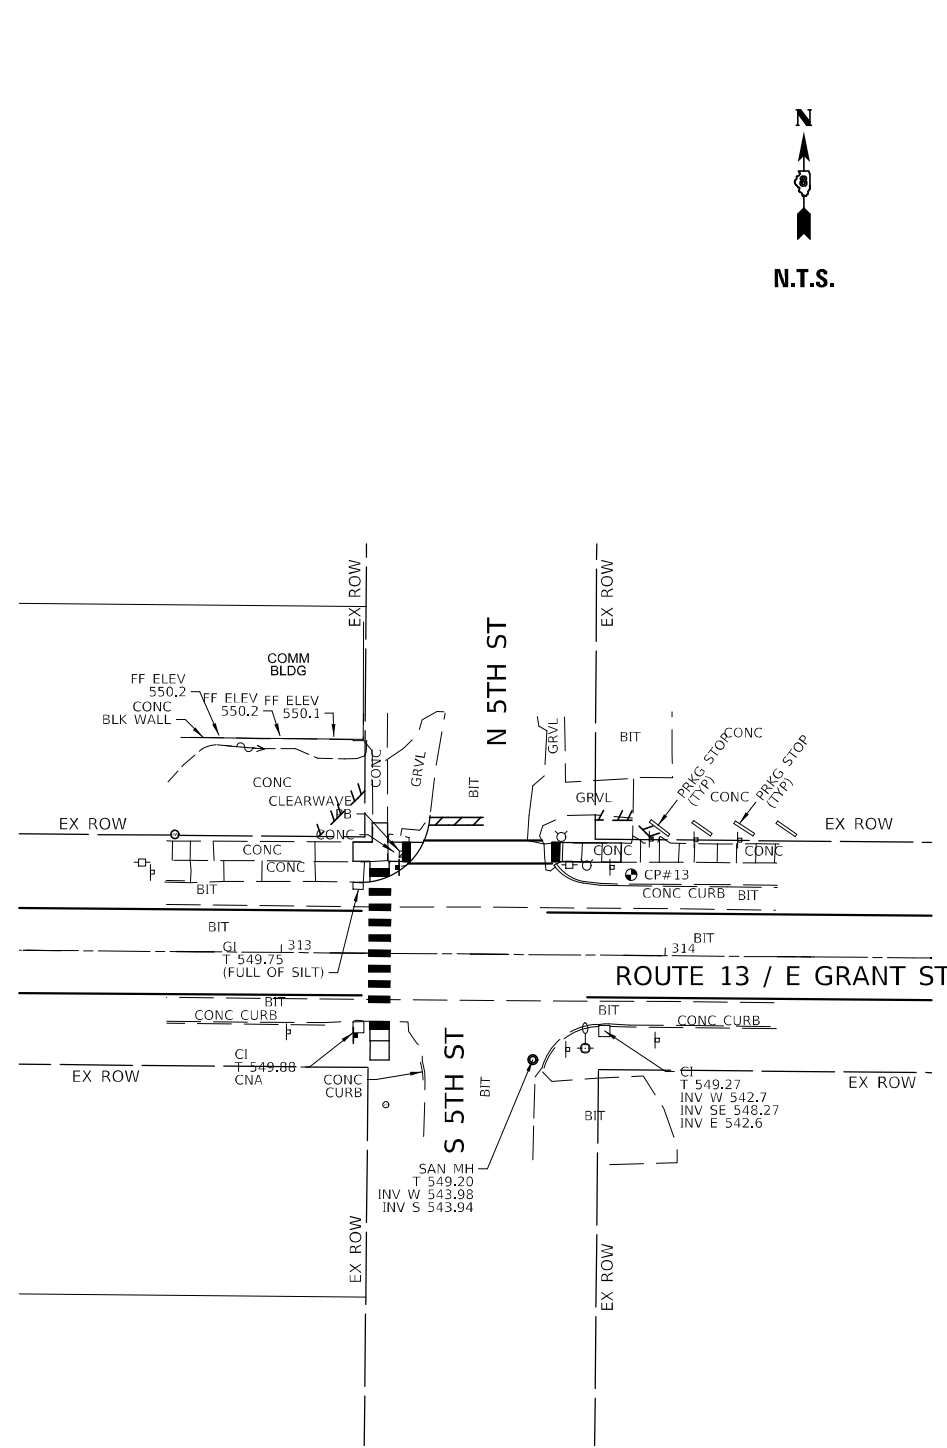 N
N.T.S.
EX ROW
EX ROW
N 5TH ST
COMM
BLDG
FF ELEV
550.2
FF ELEV
550.2
FF ELEV
550.1
CONC
BLK WALL
CONC
CONC
GRVL
BIT
GRVL
BIT
CONC
PRKG STOP
(TYP)
PRKG STOP
(TYP)
CONC
GRVL
CLEARWAVE
PB
CONC
EX ROW
EX ROW
CONC
CONC
CONC
CONC
CP#13
CONC CURB
BIT
BIT
BIT
BIT
313
314
GI
T 549.75
(FULL OF SILT)
ROUTE 13 / E GRANT ST
BIT
CONC CURB
BIT
CONC CURB
CI
T 549.88
CNA
EX ROW
CONC
CURB
S 5TH ST
BIT
BIT
CI
T 549.27
INV W 542.7
INV SE 548.27
INV E 542.6
EX ROW
SAN MH
T 549.20
INV W 543.98
INV S 543.94
EX ROW
EX ROW